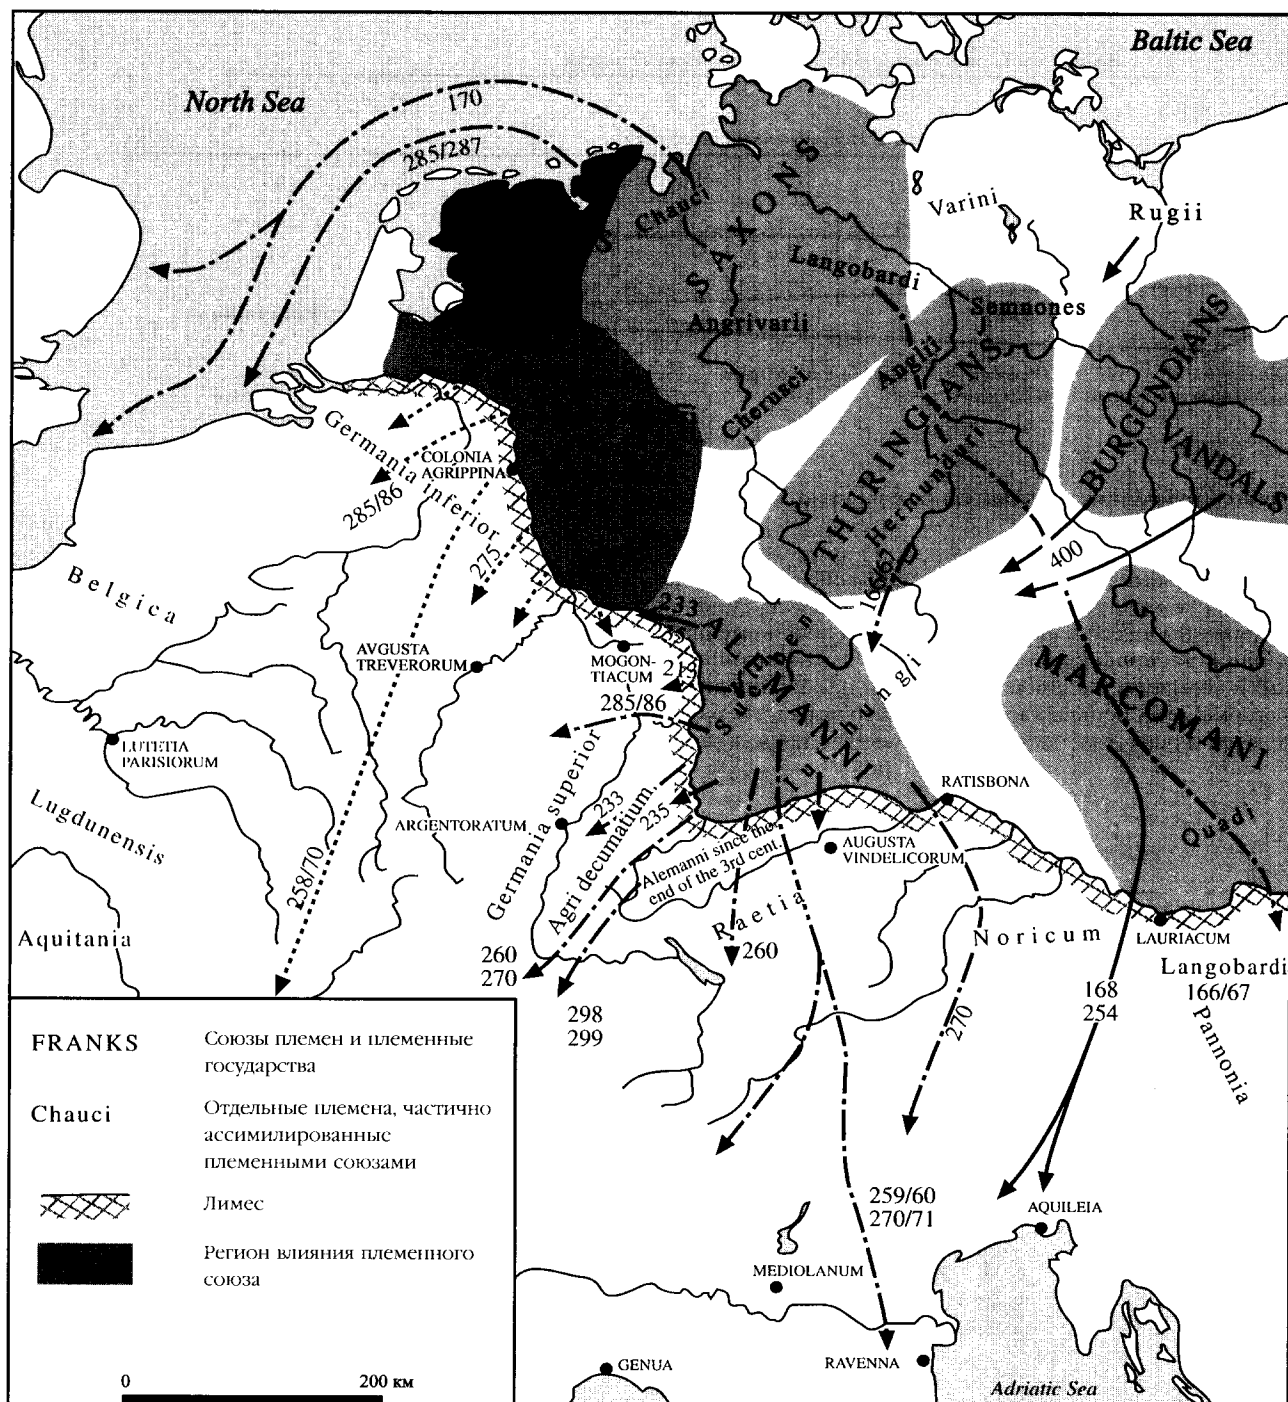 Baltic Sea
North Sea
170
285/287
Chauci
SAXONS
Varini
Rugii
Langobardi
Semnones
Angrivarli
Anglii
Cherusci
BURGUNDIANS
VANDALS
THURINGIANS
Hermunduri
166/67
400
Germania inferior
COLONIA
AGRIPPINA
285/86
275
Belgica
233
ALEMANNI
AVGUSTA
TREVERORUM
MOGON-
TIACUM
285/86
MARCOMANI
LUTETIA
PARISIORUM
Lugdunensis
ARGENTORATUM
Germania superior
233
235
Agri decumatium.
RATISBONA
Quadi
Alemanni since the
end of the 3rd cent.
AUGUSTA
VINDELICORUM
258/70
Raetia
Noricum
Aquitania
LAURIACUM
Langobardi
166/67
Pannonia
260
270
260
298
299
270
168
254
FRANKS
Союзы племен и племенные
государства
Chauci
Отдельные племена, частично
ассимилированные
племенными союзами
Лимес
Регион влияния племенного
союза
0 200 км
259/60
270/71
AQUILEIA
MEDIOLANUM
GENUA
RAVENNA
Adriatic Sea